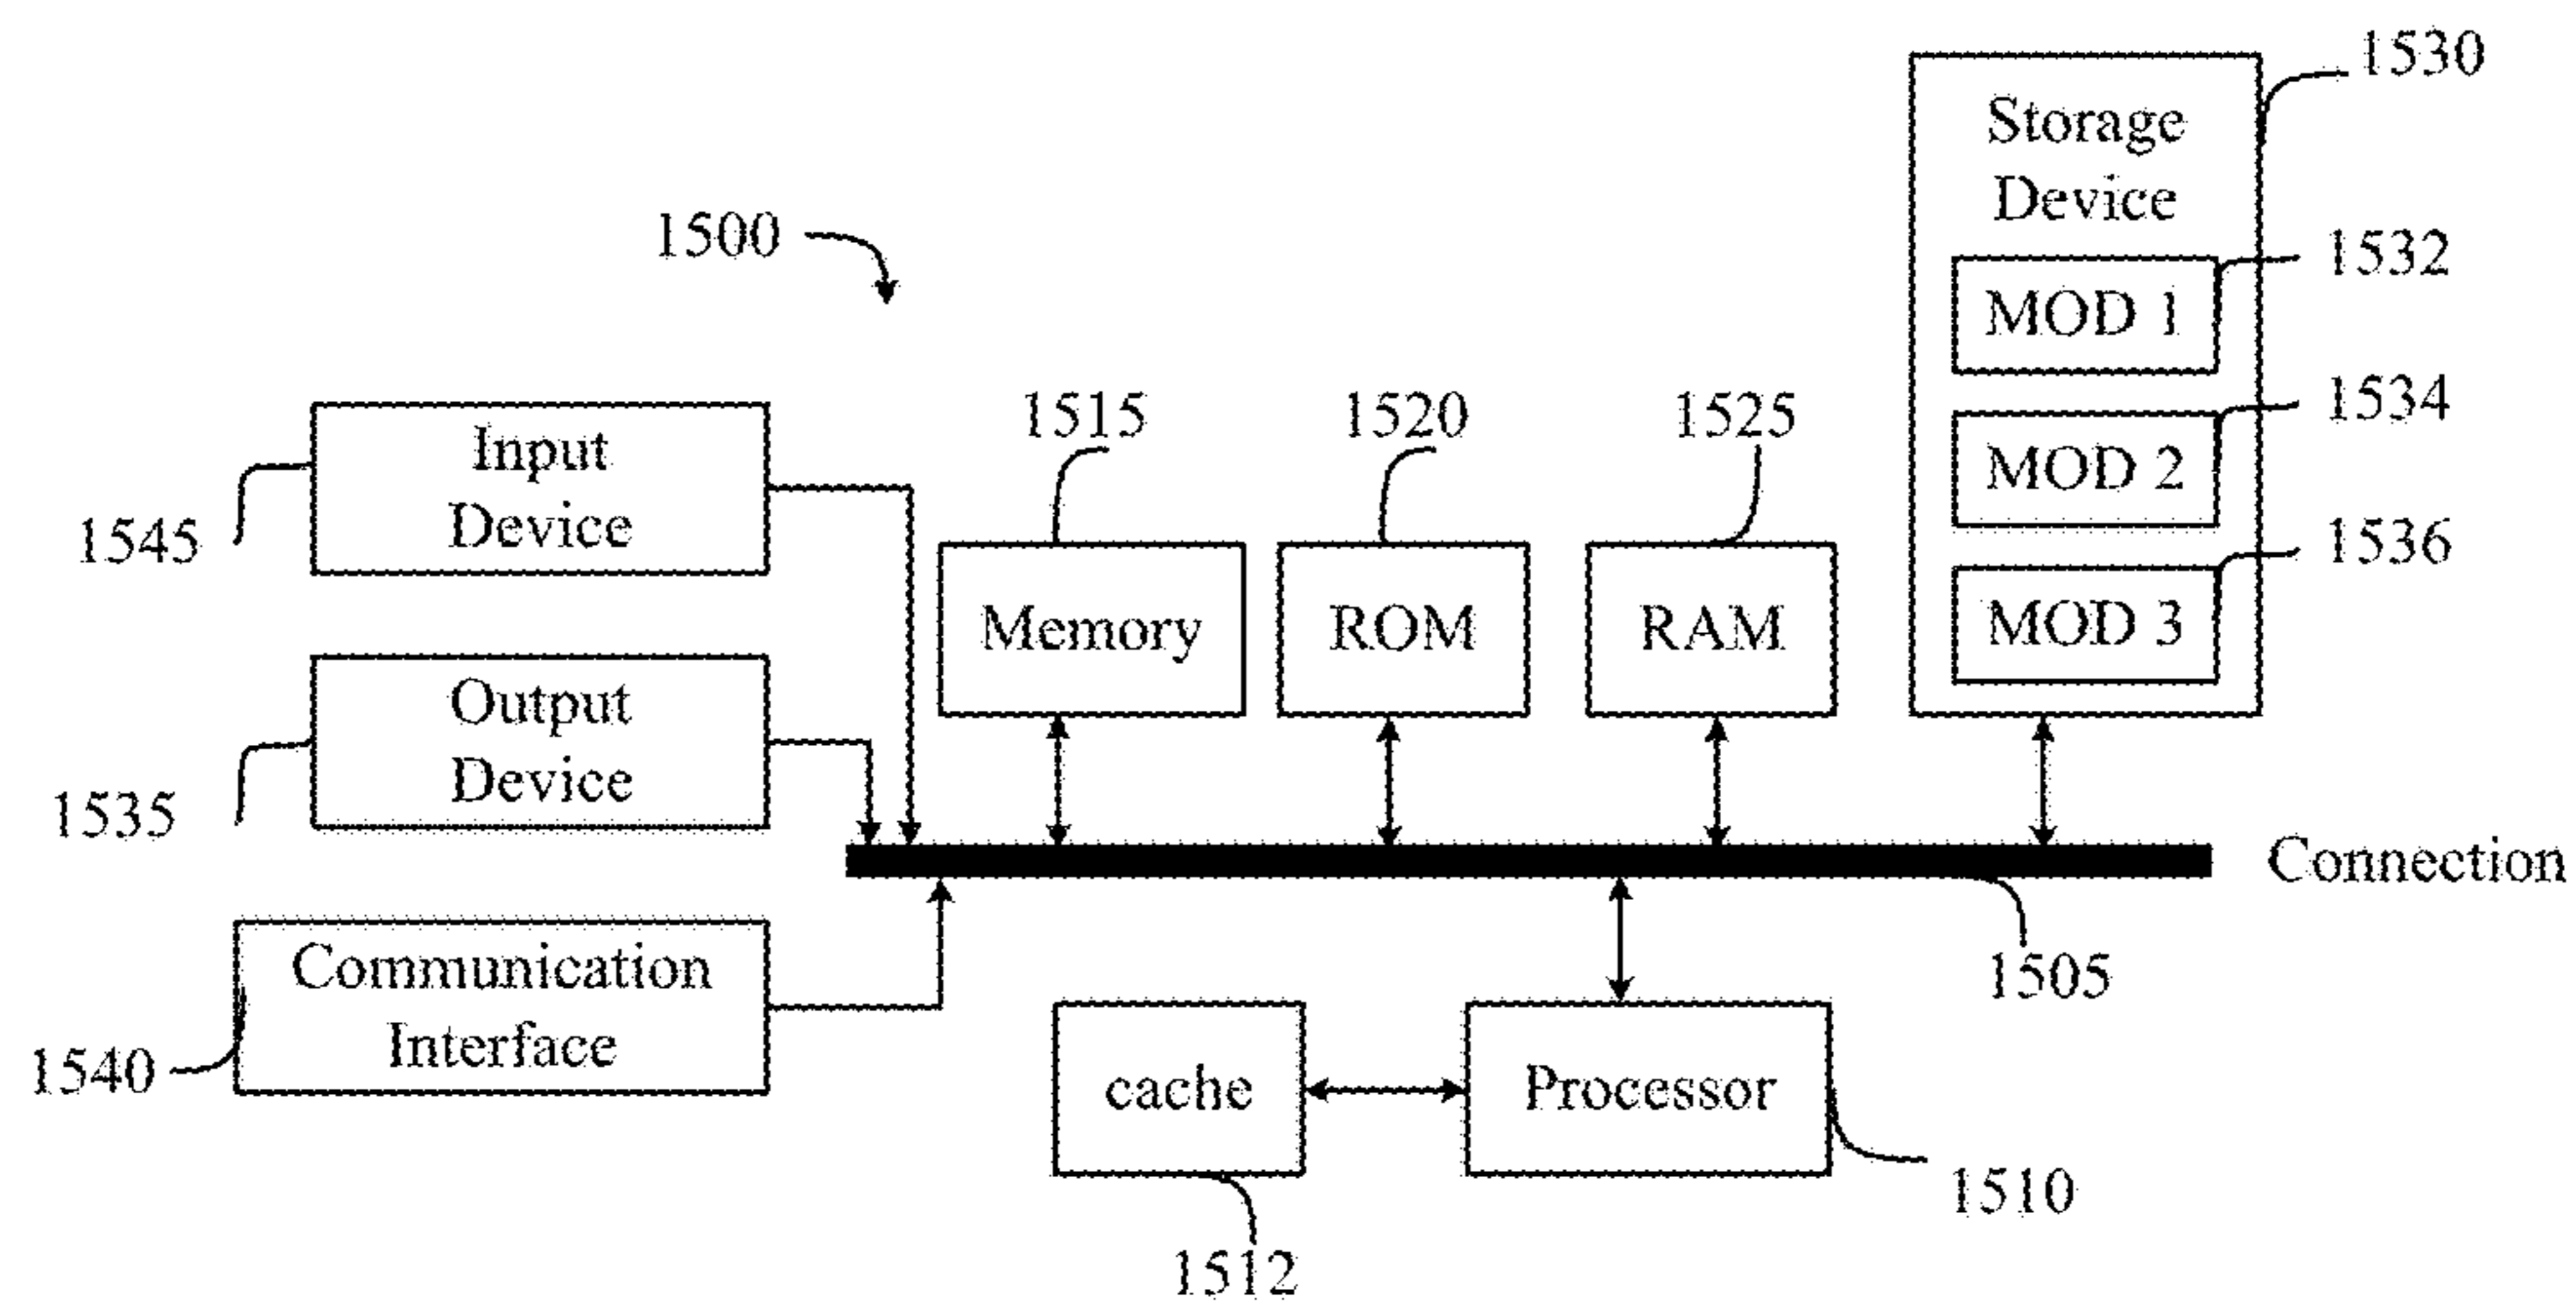 1530
Storage
Device
1500
1532
MOD 1
1515
1520
1525
1534
Input
Device
MOD 2
1545
1536
Memory
ROM
RAM
MOD 3
Output
Device
1535
Connection
Communication
Interface
1505
1540
cache
Processor
1510
1512